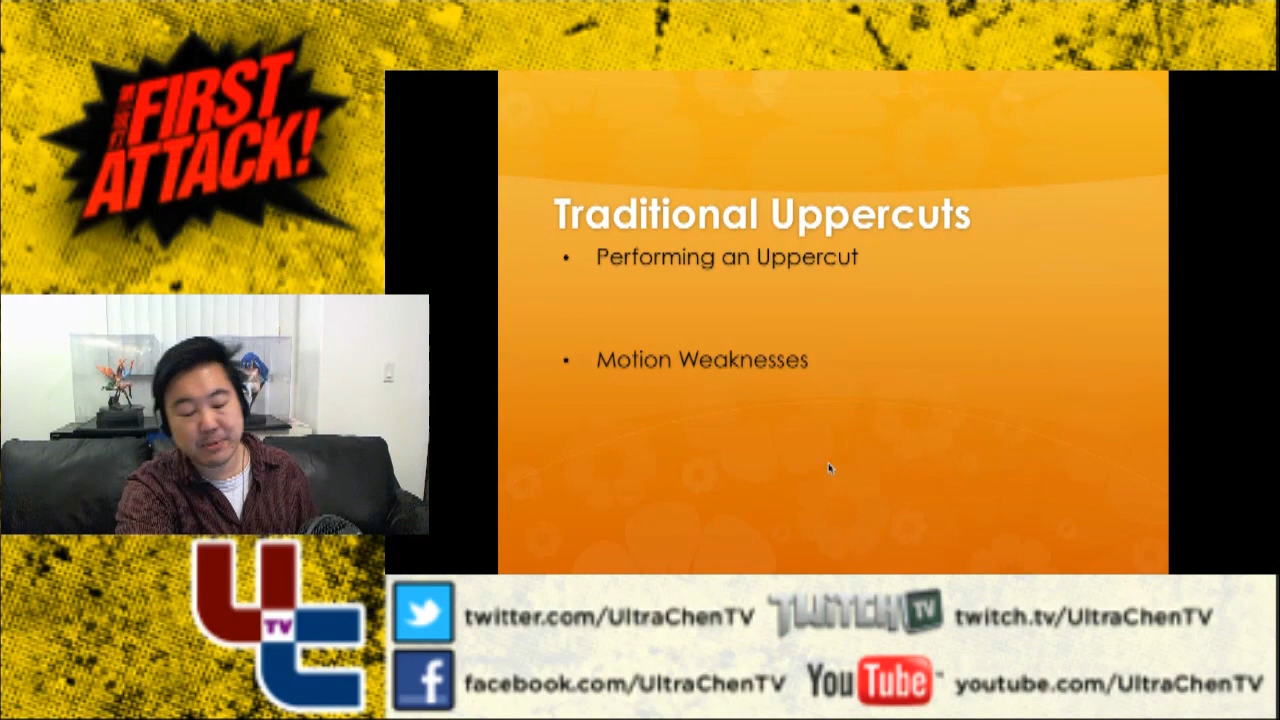 FIRST
ATTACK!
Traditional Uppercuts
• Performing an Uppercut
• Motion Weaknesses
UC
TV
twitter.com/UltraChenTV
TWITCH TV
twitch.tv/UltraChenTV
f
facebook.com/UltraChenTV
YouTube
youtube.com/UltraChenTV